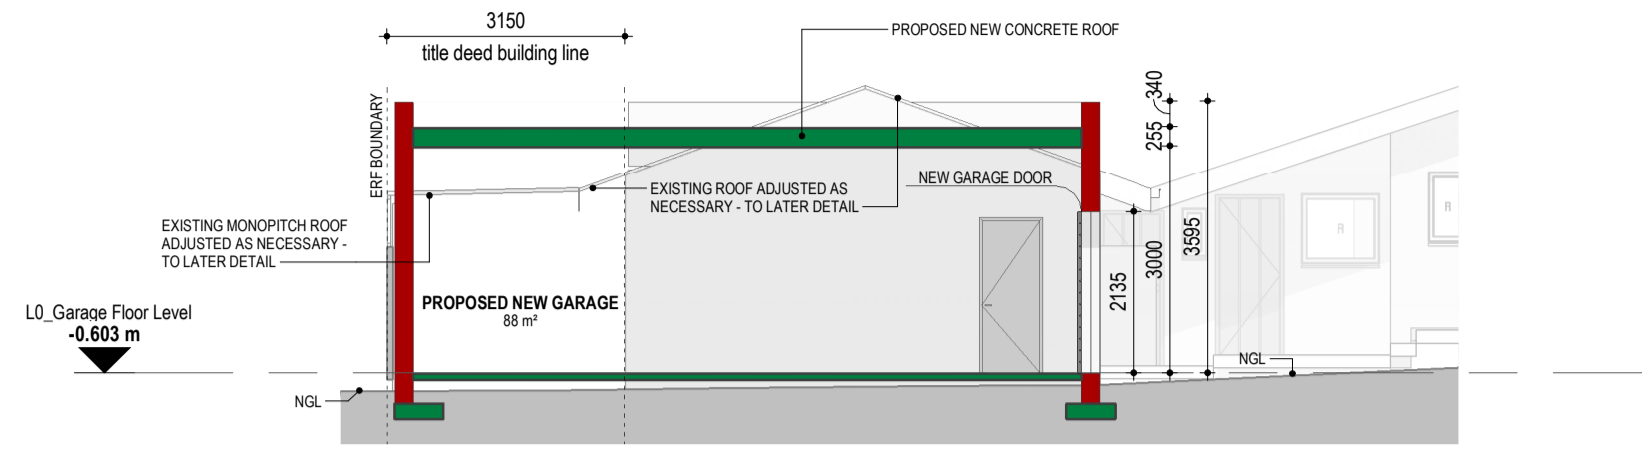 3150
title deed building line
PROPOSED NEW CONCRETE ROOF
ERF BOUNDARY
340
255
EXISTING ROOF ADJUSTED AS
NECESSARY - TO LATER DETAIL
NEW GARAGE DOOR
EXISTING MONOPITCH ROOF
ADJUSTED AS NECESSARY -
TO LATER DETAIL
2135
3000
3595
PROPOSED NEW GARAGE
88 m²
L0_Garage Floor Level
-0.603 m
NGL
NGL